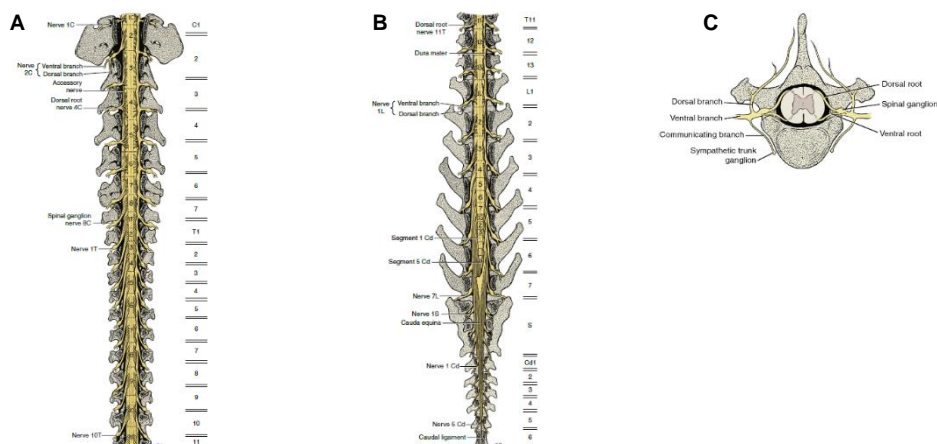 A
Nerve 1C
Nerve 2C
Ventral branch
Dorsal branch
Accessory
nerve
Dorsal root
nerve 4C
Spinal ganglion
nerve 8C
Nerve 1T
Nerve 10T
C1
2
3
4
5
6
7
T1
2
3
4
5
6
7
8
9
10
11
B
Dorsal root
nerve 11T
Dura mater
Nerve
1L
Ventral branch
Dorsal branch
Segment 1 Cd
Segment 5 Cd
Nerve 7L
Nerve 1S
Cauda equina
Nerve 1 Cd
Nerve 5 Cd
Caudal ligament
T11
12
13
L1
2
3
4
5
6
7
S
Cd1
2
3
4
5
6
C
Dorsal branch
Ventral branch
Communicating branch
Sympathetic trunk
ganglion
Dorsal root
Spinal ganglion
Ventral root